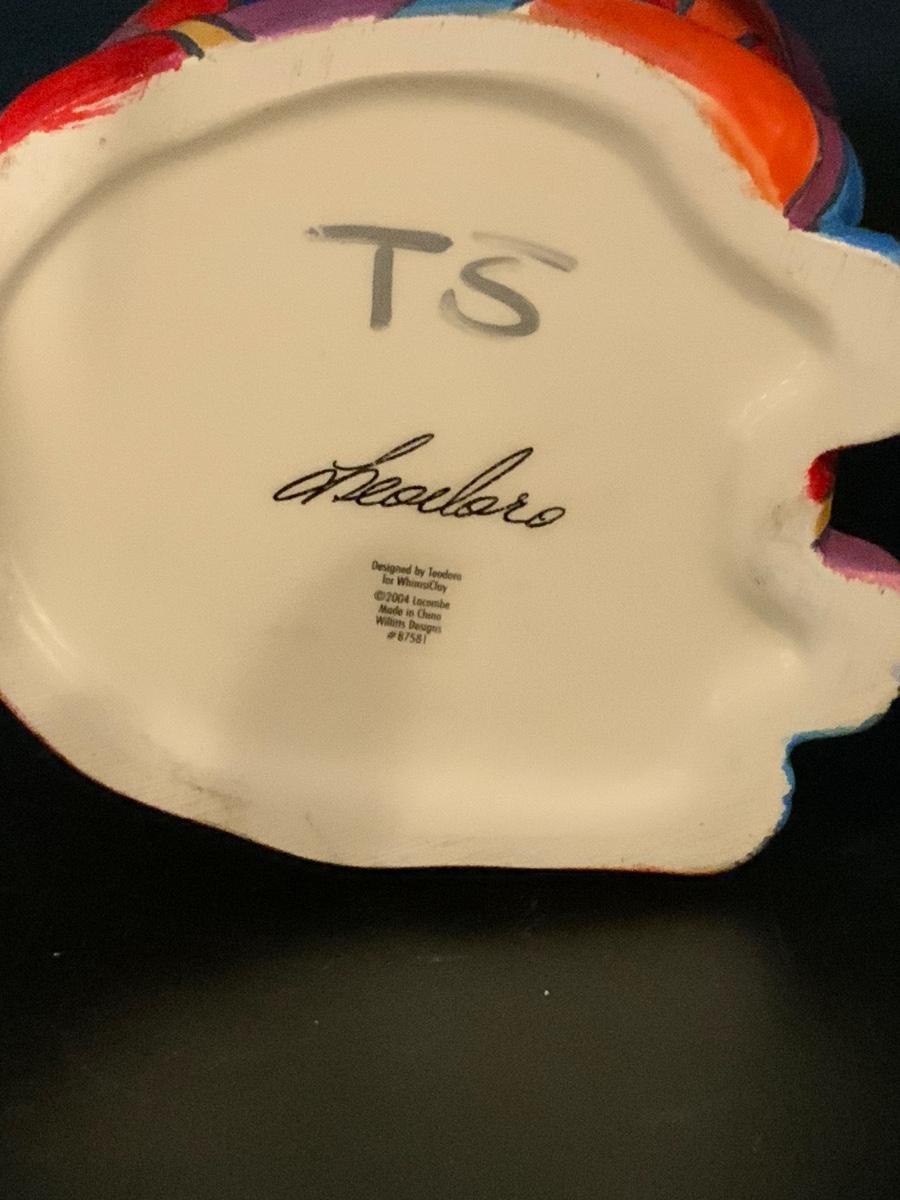 TS
Teodoro
Designed by Teodoro
for WhimsiClay
©2004 Lacombe
Made in China
Willitts Designs
#87581